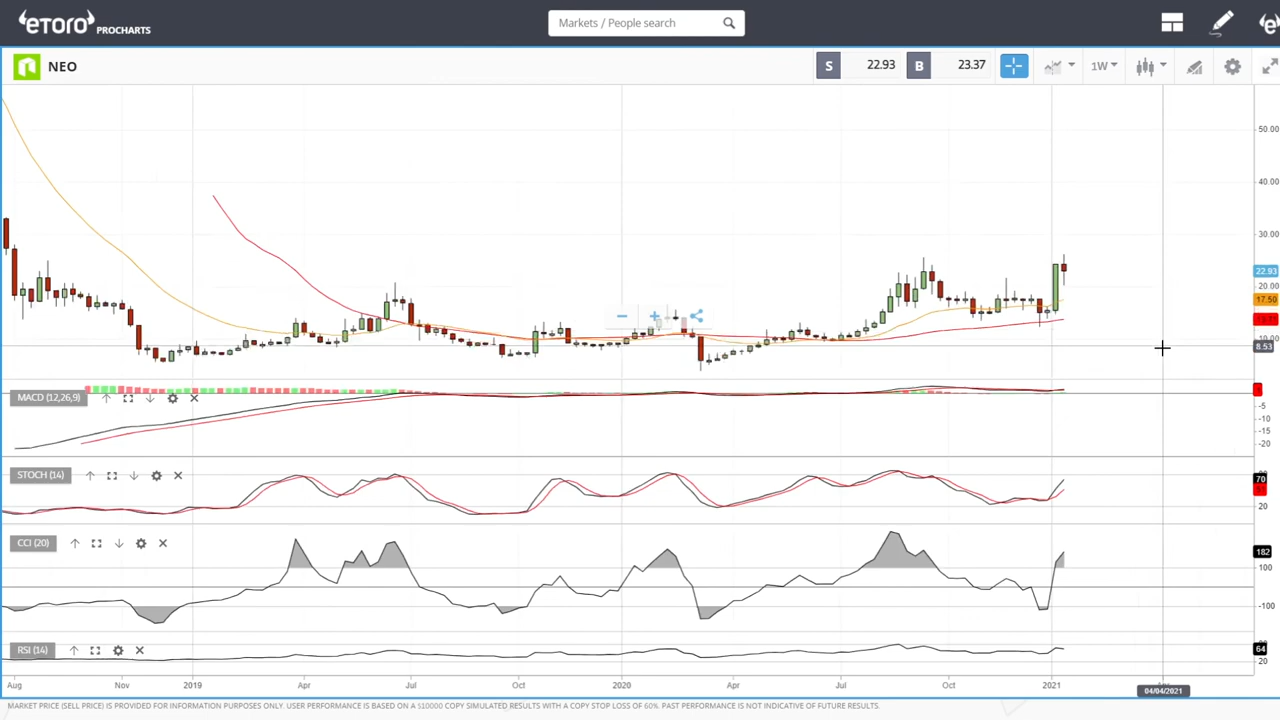 eTORO PROCHARTS
Markets / People search
NEO
S 22.93 B 23.37
1W
50.00
40.00
30.00
22.93
20.00
17.50
10.00
8.53
MACD (12,26,9)
-5
-10
-15
-20
STOCH (14)
70
20
CCI (20)
182
100
-100
RSI (14)
64
20
Aug Nov 2019 Apr Jul Oct 2020 Apr Jul Oct 2021
04/04/2021
MARKET PRICE (SELL PRICE) IS PROVIDED FOR INFORMATION PURPOSES ONLY. USER PERFORMANCE IS BASED ON A $10000 COPY SIMULATED RESULTS WITH A COPY STOP LOSS OF 60%. PAST PERFORMANCE IS NOT INDICATIVE OF FUTURE RESULTS.